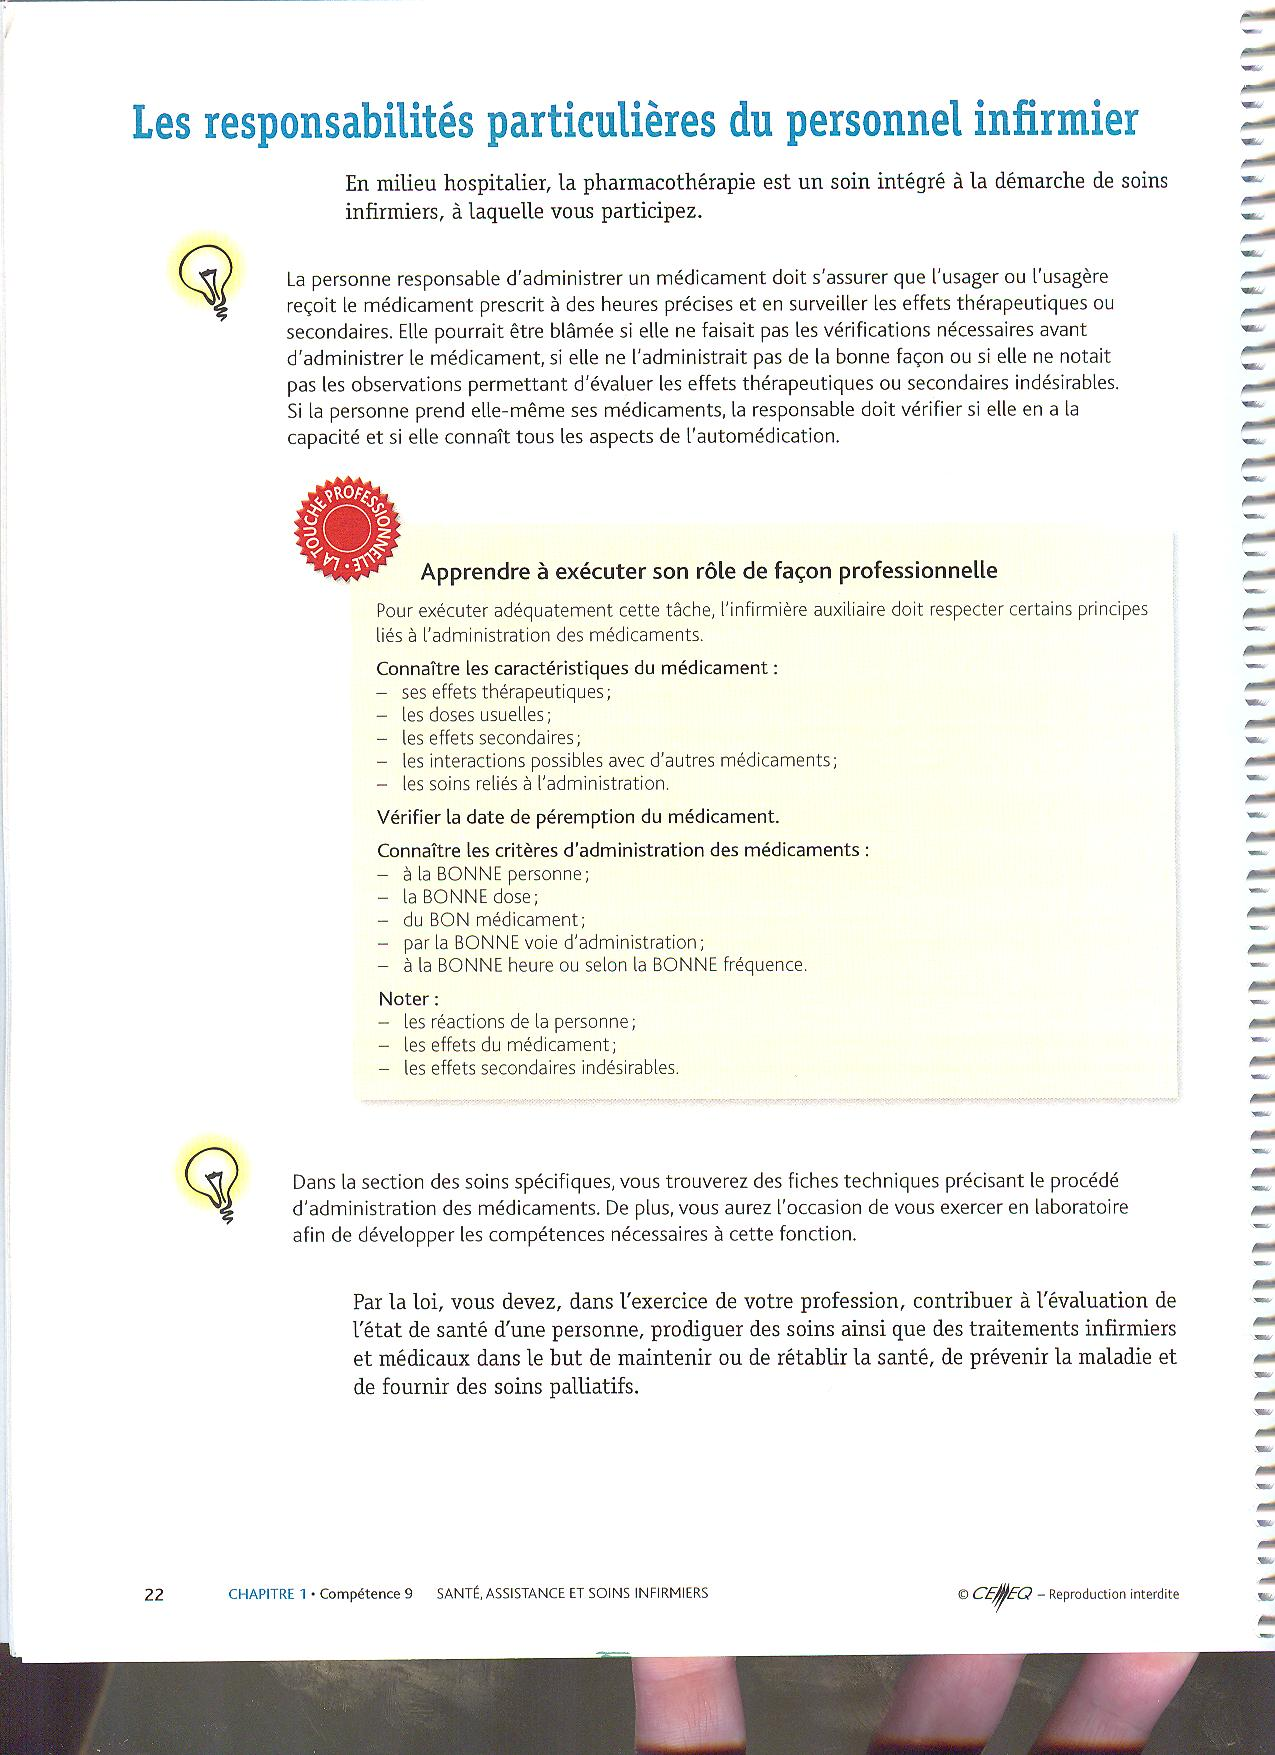 Les responsabilités particulières du personnel infirmier
En milieu hospitalier, la pharmacothérapie est un soin intégré à la démarche de soins
infirmiers, à laquelle vous participez.
La personne responsable d'administrer un médicament doit s'assurer que l'usager ou l'usagère
reçoit le médicament prescrit à des heures précises et en surveiller les effets thérapeutiques ou
secondaires. Elle pourrait être blâmée si elle ne faisait pas les vérifications nécessaires avant
d'administrer le médicament, si elle ne l'administrait pas de la bonne façon ou si elle ne notait
pas les observations permettant d'évaluer les effets thérapeutiques ou secondaires indésirables.
Si la personne prend elle-même ses médicaments, la responsable doit vérifier si elle en a la
capacité et si elle connaît tous les aspects de l'automédication.
LA TOUCHE PROFESSIONNELLE •
Apprendre à exécuter son rôle de façon professionnelle
Pour exécuter adéquatement cette tâche, l'infirmière auxiliaire doit respecter certains principes
liés à l'administration des médicaments.
Connaître les caractéristiques du médicament :
– ses effets thérapeutiques;
– les doses usuelles;
– les effets secondaires;
– les interactions possibles avec d'autres médicaments;
– les soins reliés à l'administration.
Vérifier la date de péremption du médicament.
Connaître les critères d'administration des médicaments :
– à la BONNE personne;
– la BONNE dose;
– du BON médicament;
– par la BONNE voie d'administration;
– à la BONNE heure ou selon la BONNE fréquence.
Noter :
– les réactions de la personne;
– les effets du médicament;
– les effets secondaires indésirables.
Dans la section des soins spécifiques, vous trouverez des fiches techniques précisant le procédé
d'administration des médicaments. De plus, vous aurez l'occasion de vous exercer en laboratoire
afin de développer les compétences nécessaires à cette fonction.
Par la loi, vous devez, dans l'exercice de votre profession, contribuer à l'évaluation de
l'état de santé d'une personne, prodiguer des soins ainsi que des traitements infirmiers
et médicaux dans le but de maintenir ou de rétablir la santé, de prévenir la maladie et
de fournir des soins palliatifs.
22 CHAPITRE 1 • Compétence 9 SANTÉ, ASSISTANCE ET SOINS INFIRMIERS © CEMEQ – Reproduction interdite